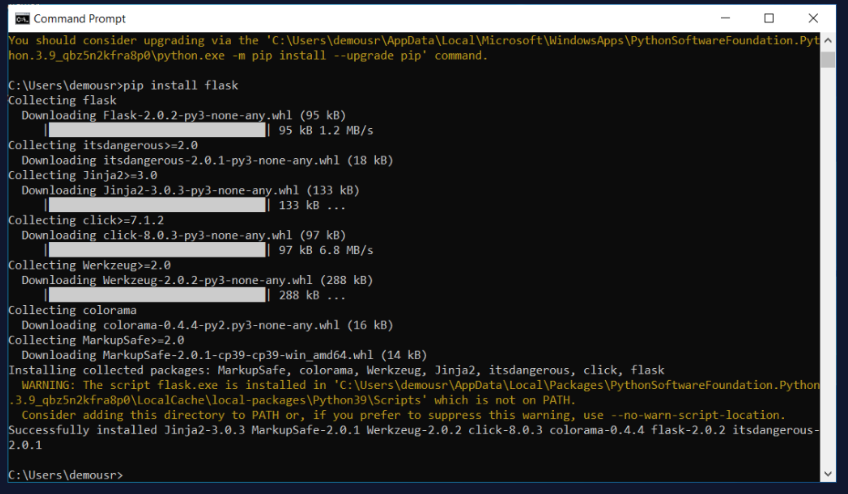 Command Prompt
You should consider upgrading via the 'C:\Users\demousr\AppData\Local\Microsoft\WindowsApps\PythonSoftwareFoundation.Pyt
hon.3.9_qbz5n2kfra8p0\python.exe -m pip install --upgrade pip' command.
C:\Users\demousr>pip install flask
Collecting flask
Downloading Flask-2.0.2-py3-none-any.whl (95 kB)
| | 95 kB 1.2 MB/s
Collecting itsdangerous>=2.0
Downloading itsdangerous-2.0.1-py3-none-any.whl (18 kB)
Collecting Jinja2>=3.0
Downloading Jinja2-3.0.3-py3-none-any.whl (133 kB)
| | 133 kB ...
Collecting click>=7.1.2
Downloading click-8.0.3-py3-none-any.whl (97 kB)
| | 97 kB 6.8 MB/s
Collecting Werkzeug>=2.0
Downloading Werkzeug-2.0.2-py3-none-any.whl (288 kB)
| | 288 kB ...
Collecting colorama
Downloading colorama-0.4.4-py2.py3-none-any.whl (16 kB)
Collecting MarkupSafe>=2.0
Downloading MarkupSafe-2.0.1-cp39-cp39-win_amd64.whl (14 kB)
Installing collected packages: MarkupSafe, colorama, Werkzeug, Jinja2, itsdangerous, click, flask
WARNING: The script flask.exe is installed in 'C:\Users\demousr\AppData\Local\Packages\PythonSoftwareFoundation.Python
.3.9_qbz5n2kfra8p0\LocalCache\local-packages\Python39\Scripts' which is not on PATH.
Consider adding this directory to PATH or, if you prefer to suppress this warning, use --no-warn-script-location.
Successfully installed Jinja2-3.0.3 MarkupSafe-2.0.1 Werkzeug-2.0.2 click-8.0.3 colorama-0.4.4 flask-2.0.2 itsdangerous-
2.0.1
C:\Users\demousr>